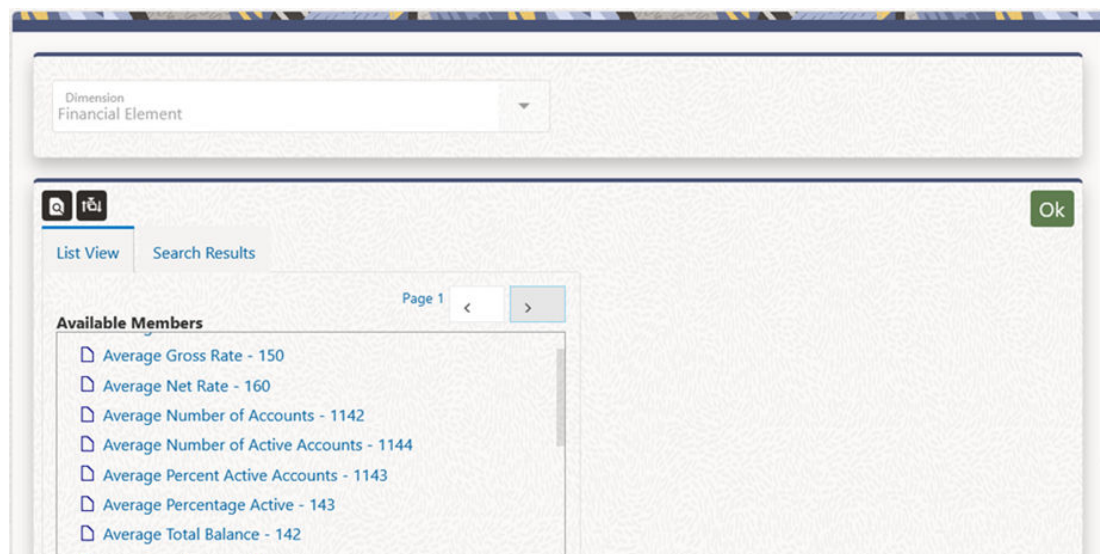 Dimension
Financial Element
Ok
List View
Search Results
Page 1
Available Members
Average Gross Rate - 150
Average Net Rate - 160
Average Number of Accounts - 1142
Average Number of Active Accounts - 1144
Average Percent Active Accounts - 1143
Average Percentage Active - 143
Average Total Balance - 142